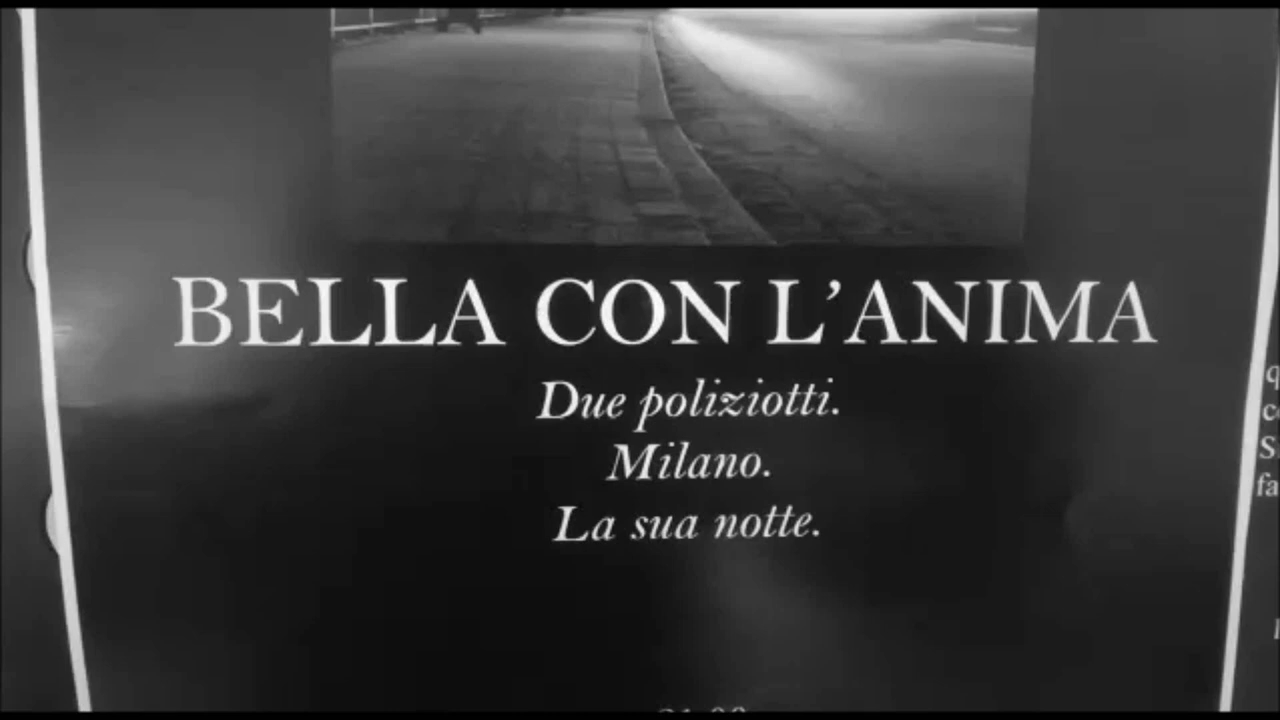 BELLA CON L’ANIMA
Due poliziotti.
Milano.
La sua notte.